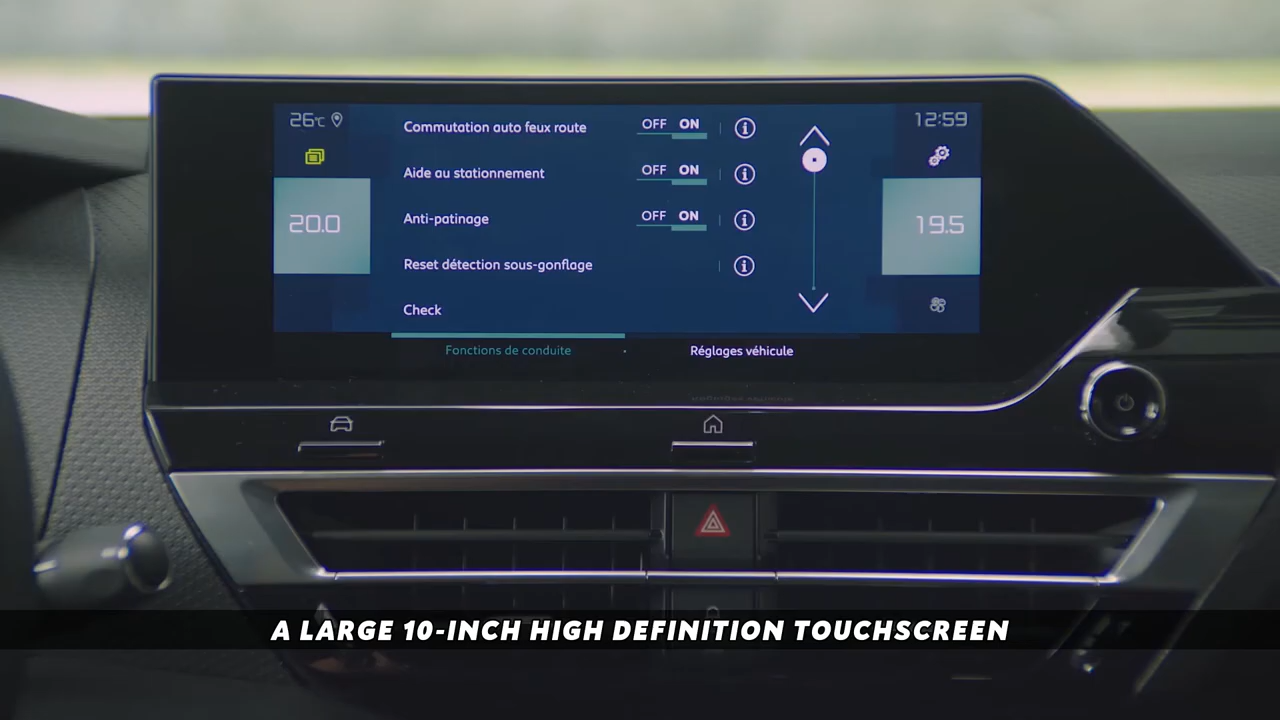 26°C
12:59
Commutation auto feux route OFF ON
Aide au stationnement OFF ON
20.0
Anti-patinage OFF ON
19.5
Reset détection sous-gonflage
Check
Fonctions de conduite
Réglages véhicule
A LARGE 10-INCH HIGH DEFINITION TOUCHSCREEN